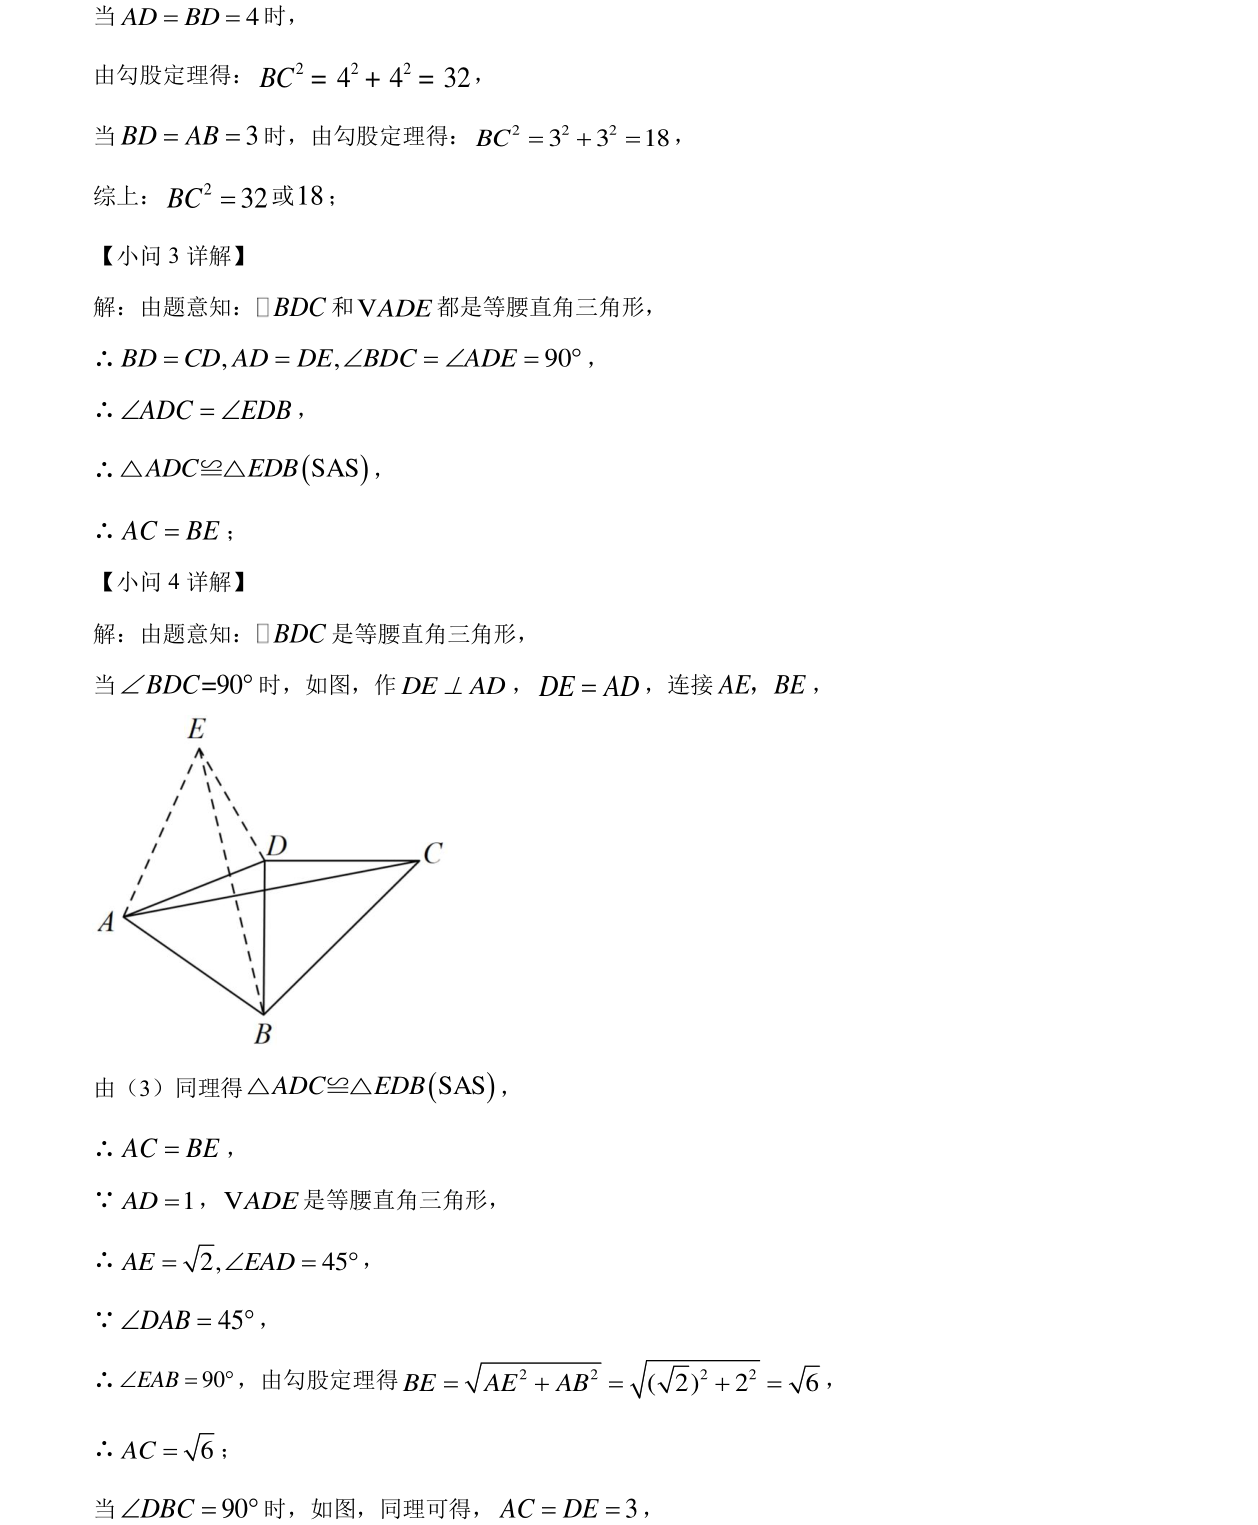 当 AD = BD = 4 时，
由勾股定理得： BC² = 4² + 4² = 32，
当 BD = AB = 3 时，由勾股定理得： BC² = 3² + 3² = 18，
综上： BC² = 32 或 18；
【小问 3 详解】
解：由题意知：□BDC 和 VADE 都是等腰直角三角形，
∴ BD = CD, AD = DE, ∠BDC = ∠ADE = 90°，
∴ ∠ADC = ∠EDB，
∴ △ADC≌△EDB(SAS)，
∴ AC = BE；
【小问 4 详解】
解：由题意知：□BDC 是等腰直角三角形，
当 ∠BDC=90° 时，如图，作 DE ⊥ AD， DE = AD，连接 AE，BE，
E
D
C
A
B
由（3）同理得 △ADC≌△EDB(SAS)，
∴ AC = BE，
∵ AD = 1，VADE 是等腰直角三角形，
∴ AE = √2, ∠EAD = 45°，
∵ ∠DAB = 45°，
∴ ∠EAB = 90°，由勾股定理得 BE = √(AE² + AB²) = √((√2)² + 2²) = √6，
∴ AC = √6；
当 ∠DBC = 90° 时，如图，同理可得， AC = DE = 3，